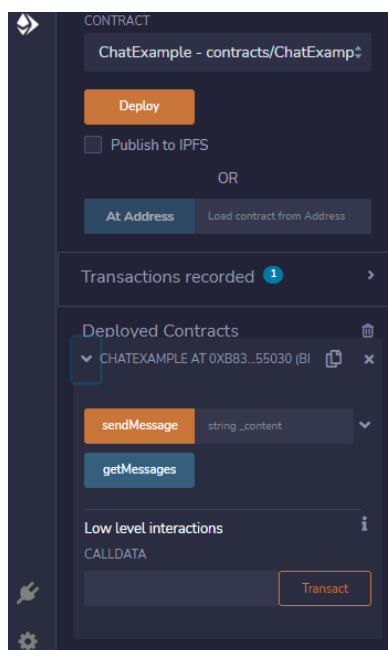 CONTRACT
ChatExample - contracts/ChatExamp
Deploy
Publish to IPFS
OR
At Address Load contract from Address
Transactions recorded 1
Deployed Contracts
CHATEXAMPLE AT 0XB83...55030 (BI
sendMessage string _content
getMessages
Low level interactions
CALLDATA
Transact